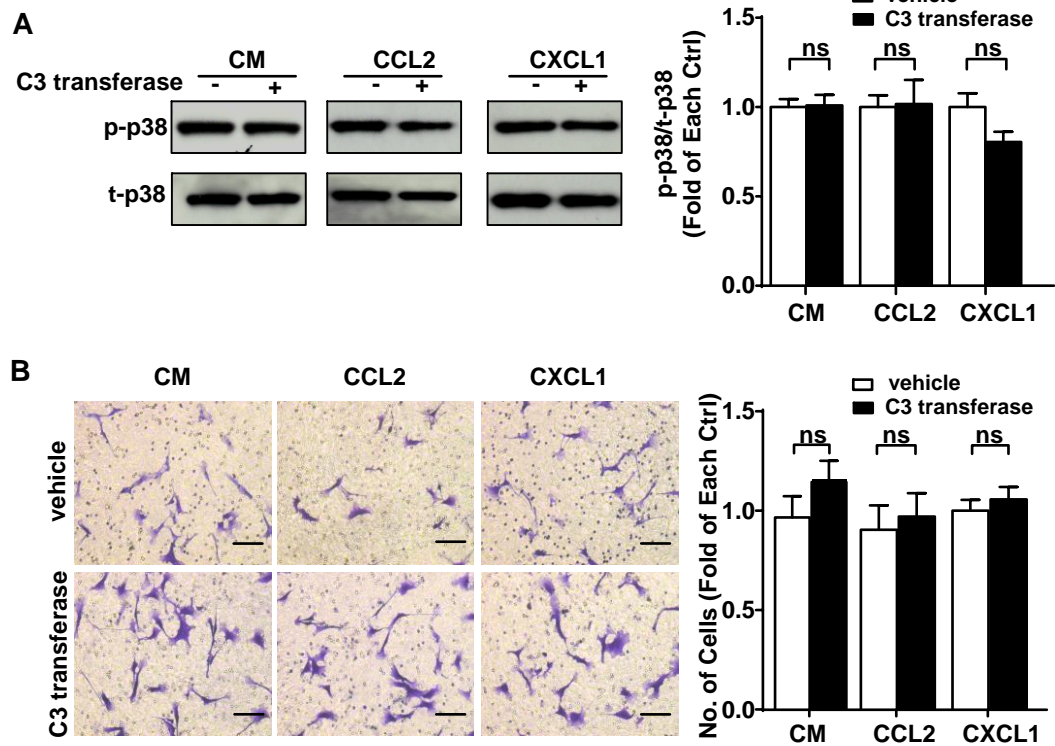 A
CM CCL2 CXCL1
C3 transferase - + - + - +
p-p38
t-p38
vehicle
C3 transferase
p-p38/t-p38
(Fold of Each Ctrl)
1.5
1.0
0.5
0.0
ns ns ns
CM CCL2 CXCL1
B
CM CCL2 CXCL1
vehicle
C3 transferase
vehicle
C3 transferase
No. of Cells (Fold of Each Ctrl)
1.5
1.0
0.5
0.0
ns ns ns
CM CCL2 CXCL1